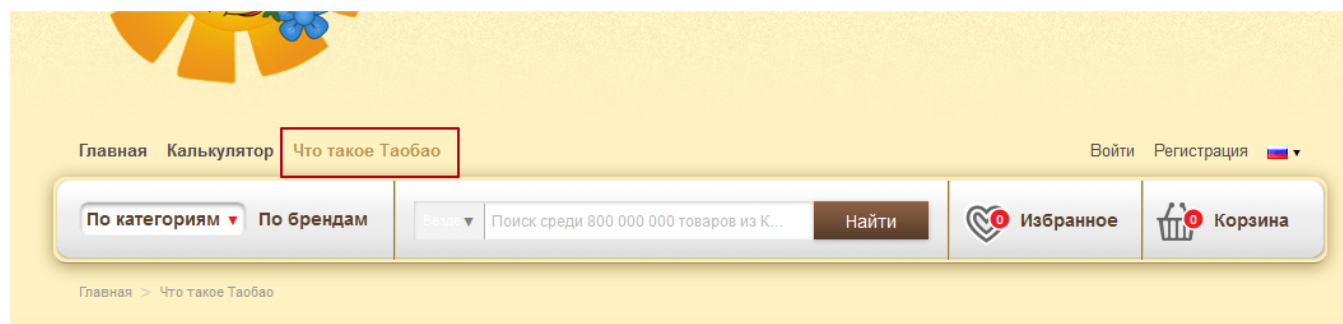 Главная Калькулятор Что такое Таобао Войти Регистрация
По категориям ▼ По брендам Везде ▼ Поиск среди 800 000 000 товаров из К... Найти 0 Избранное 0 Корзина
Главная > Что такое Таобао